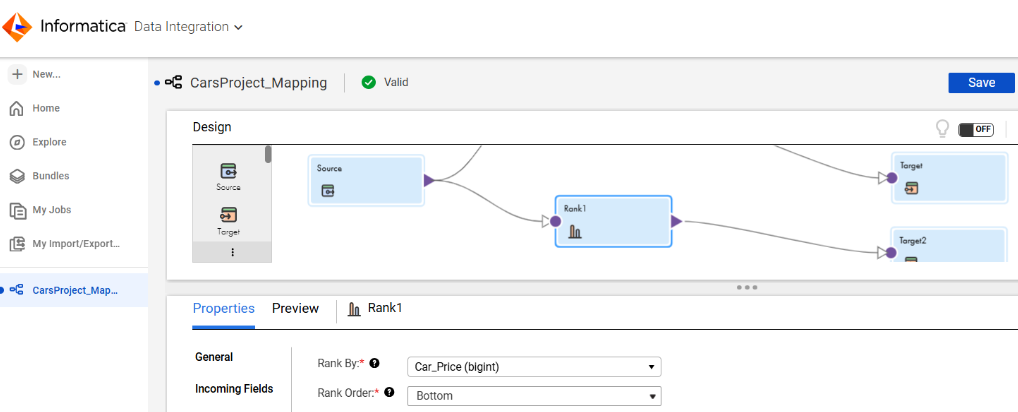 Informatica Data Integration
New...
Home
Explore
Bundles
My Jobs
My Import/Export...
CarsProject_Map...
CarsProject_Mapping
Valid
Save
Design
OFF
Source
Target
Source
Rank1
Target
Target2
Properties
Preview
Rank1
General
Incoming Fields
Rank By:* ?
Car_Price (bigint)
Rank Order:* ?
Bottom